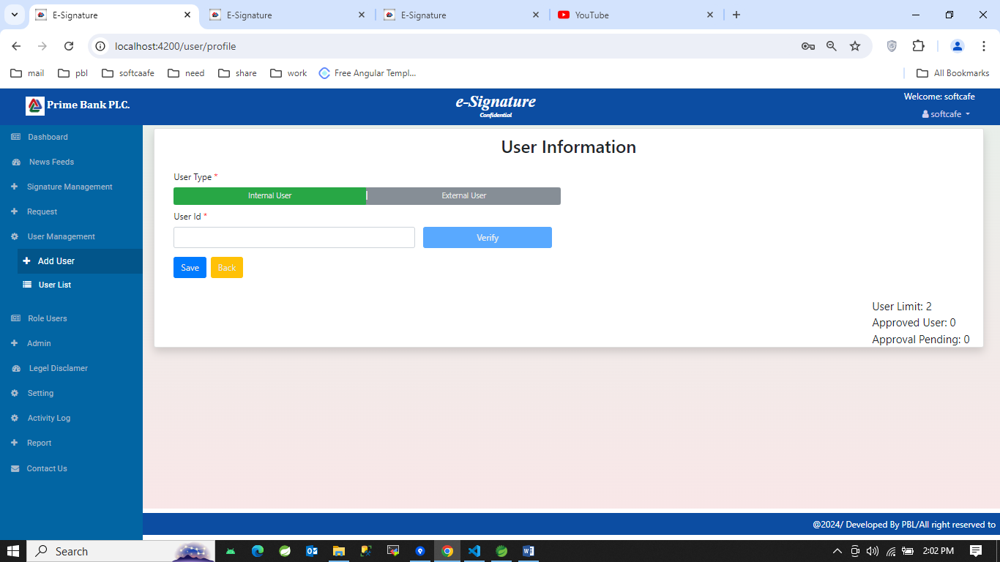 E-Signature
E-Signature
E-Signature
YouTube
localhost:4200/user/profile
mail
pbl
softcaafe
need
share
work
Free Angular Templ...
All Bookmarks
Prime Bank PLC.
e-Signature
Confidential
Welcome: softcafe
softcafe
Dashboard
News Feeds
Signature Management
Request
User Management
Add User
User List
Role Users
Admin
Legel Disclamer
Setting
Activity Log
Report
Contact Us
User Information
User Type *
Internal User
External User
User Id *
Verify
Save
Back
User Limit: 2
Approved User: 0
Approval Pending: 0
@2024/ Developed By PBL/All right reserved to
Search
2:02 PM